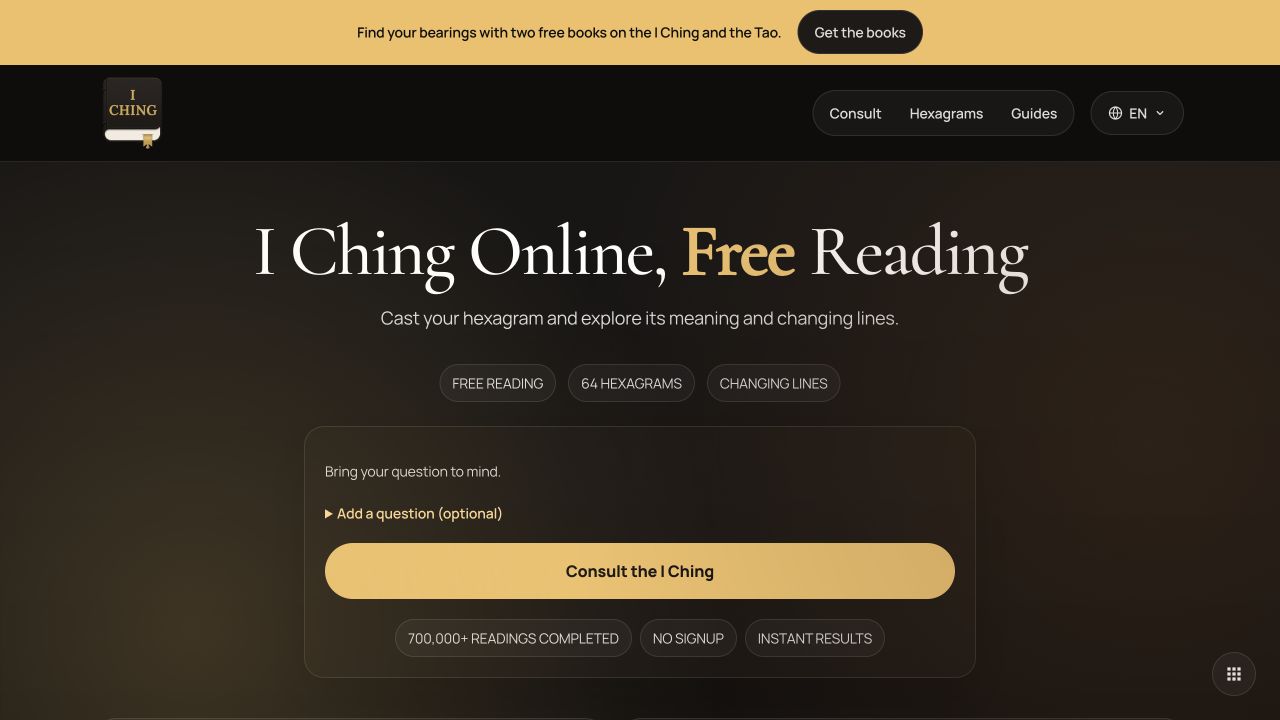 Find your bearings with two free books on the I Ching and the Tao.
Get the books
I
CHING
Consult
Hexagrams
Guides
EN
I Ching Online, Free Reading
Cast your hexagram and explore its meaning and changing lines.
FREE READING
64 HEXAGRAMS
CHANGING LINES
Bring your question to mind.
Add a question (optional)
Consult the I Ching
700,000+ READINGS COMPLETED
NO SIGNUP
INSTANT RESULTS